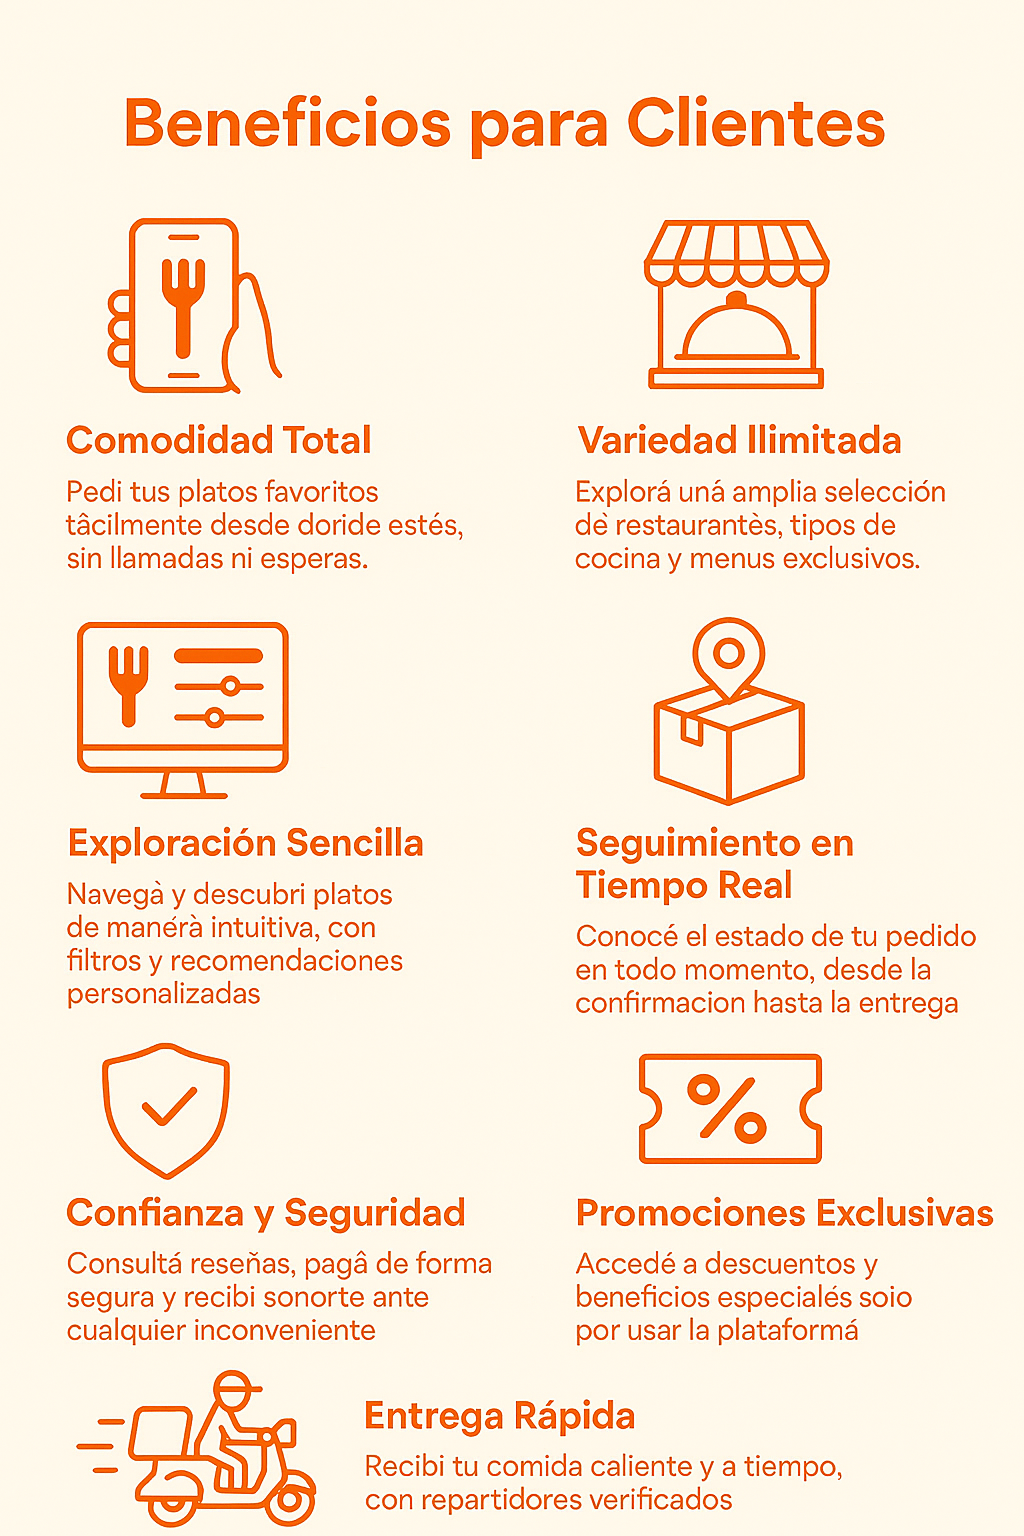 Beneficios para Clientes
Comodidad Total
Pedi tus platos favoritos
tâcilmente desde doride estés,
sin llamadas ni esperas.
Variedad Ilimitada
Explorá uná amplia selección
dè restaurantès, tipos de
cocina y menus exclusivos.
Exploración Sencilla
Navegà y descubri platos
de manérà intuitiva, con
filtros y recomendaciones
personalizadas
Seguimiento en
Tiempo Real
Conocé el estado de tu pedido
en todo momento, desde la
confirmacion hasta la entrega
Confianza y Seguridad
Consultá reseñas, pagâ de forma
segura y recibi sonorte ante
cualquier inconveniente
Promociones Exclusivas
Accedé a descuentos y
beneficios especialés soio
por usar la plataformá
Entrega Rápida
Recibi tu comida caliente y a tiempo,
con repartidores verificados